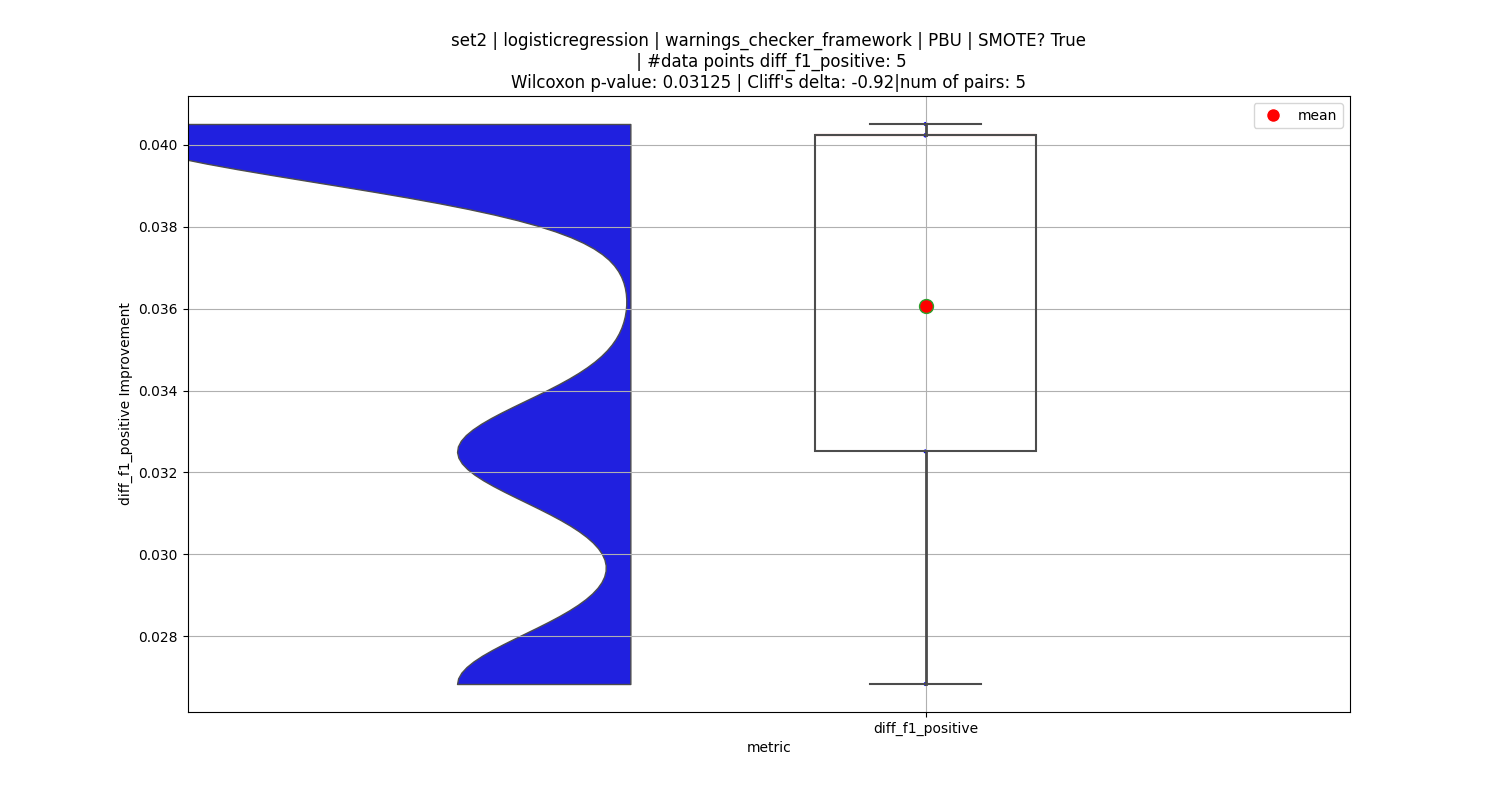 set2 | logisticregression | warnings_checker_framework | PBU | SMOTE? True
| #data points diff_f1_positive: 5
Wilcoxon p-value: 0.03125 | Cliff's delta: -0.92|num of pairs: 5
mean
0.040
0.038
0.036
0.034
0.032
0.030
0.028
diff_f1_positive Improvement
diff_f1_positive
metric